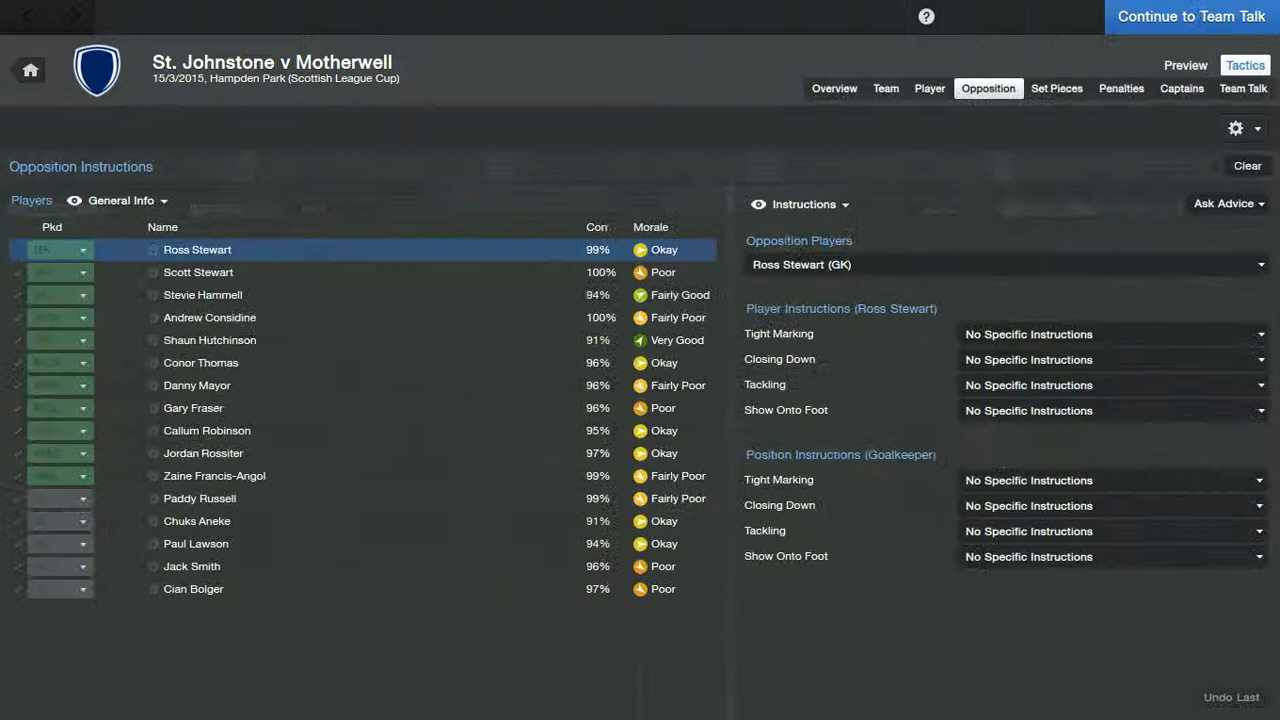 Continue to Team Talk
St. Johnstone v Motherwell
15/3/2015, Hampden Park (Scottish League Cup)
Preview Tactics
Overview Team Player Opposition Set Pieces Penalties Captains Team Talk
Opposition Instructions
Clear
Players General Info
Instructions
Ask Advice
Pkd Name Con Morale
Ross Stewart 99% Okay
Scott Stewart 100% Poor
Stevie Hammell 94% Fairly Good
Andrew Considine 100% Fairly Poor
Shaun Hutchinson 91% Very Good
Conor Thomas 96% Okay
Danny Mayor 96% Fairly Poor
Gary Fraser 96% Poor
Callum Robinson 95% Okay
Jordan Rossiter 97% Okay
Zaine Francis-Angol 99% Fairly Poor
Paddy Russell 99% Fairly Poor
Chuks Aneke 91% Okay
Paul Lawson 94% Okay
Jack Smith 96% Poor
Cian Bolger 97% Poor
Opposition Players
Ross Stewart (GK)
Player Instructions (Ross Stewart)
Tight Marking No Specific Instructions
Closing Down No Specific Instructions
Tackling No Specific Instructions
Show Onto Foot No Specific Instructions
Position Instructions (Goalkeeper)
Tight Marking No Specific Instructions
Closing Down No Specific Instructions
Tackling No Specific Instructions
Show Onto Foot No Specific Instructions
Undo Last